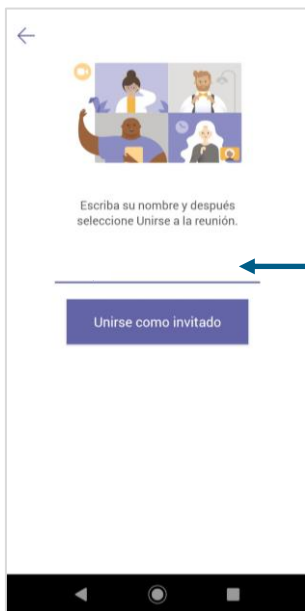 Escriba su nombre y después
seleccione Unirse a la reunión.
Unirse como invitado